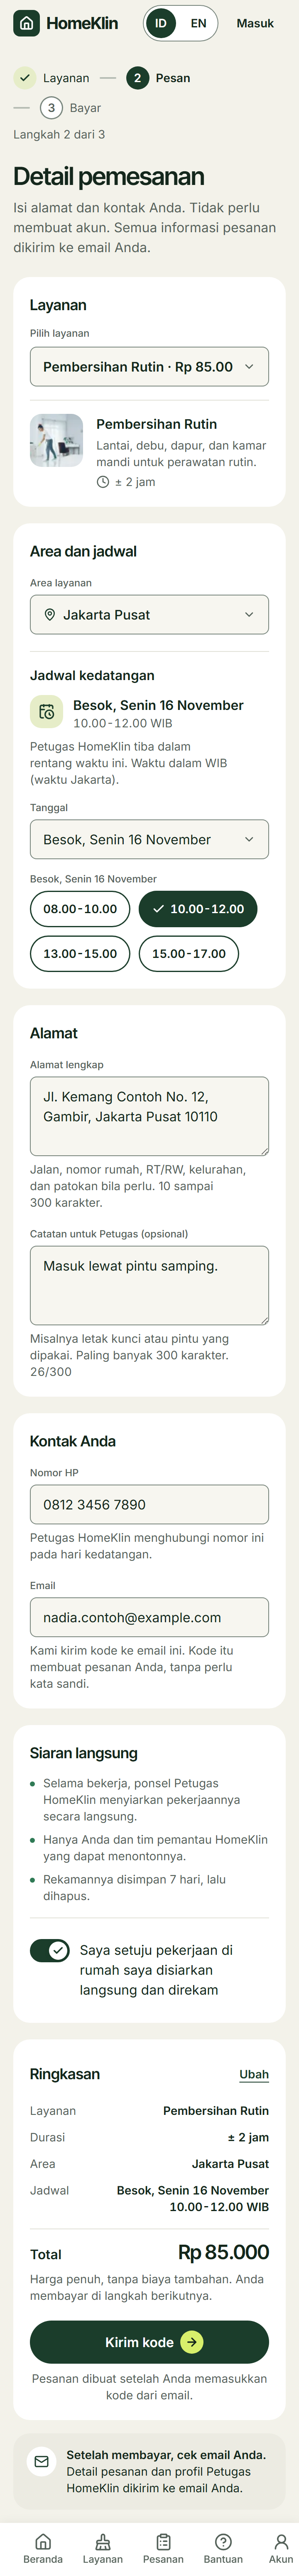 HomeKlin
ID EN
Masuk
Layanan
2 Pesan
3 Bayar
Langkah 2 dari 3
Detail pemesanan
Isi alamat dan kontak Anda. Tidak perlu
membuat akun. Semua informasi pesanan
dikirim ke email Anda.
Layanan
Pilih layanan
Pembersihan Rutin · Rp 85.00
Pembersihan Rutin
Lantai, debu, dapur, dan kamar
mandi untuk perawatan rutin.
± 2 jam
Area dan jadwal
Area layanan
Jakarta Pusat
Jadwal kedatangan
Besok, Senin 16 November
10.00-12.00 WIB
Petugas HomeKlin tiba dalam
rentang waktu ini. Waktu dalam WIB
(waktu Jakarta).
Tanggal
Besok, Senin 16 November
Besok, Senin 16 November
08.00-10.00
10.00-12.00
13.00-15.00
15.00-17.00
Alamat
Alamat lengkap
Jl. Kemang Contoh No. 12,
Gambir, Jakarta Pusat 10110
Jalan, nomor rumah, RT/RW, kelurahan,
dan patokan bila perlu. 10 sampai
300 karakter.
Catatan untuk Petugas (opsional)
Masuk lewat pintu samping.
Misalnya letak kunci atau pintu yang
dipakai. Paling banyak 300 karakter.
26/300
Kontak Anda
Nomor HP
0812 3456 7890
Petugas HomeKlin menghubungi nomor ini
pada hari kedatangan.
Email
nadia.contoh@example.com
Kami kirim kode ke email ini. Kode itu
membuat pesanan Anda, tanpa perlu
kata sandi.
Siaran langsung
Selama bekerja, ponsel Petugas
HomeKlin menyiarkan pekerjaannya
secara langsung.
Hanya Anda dan tim pemantau HomeKlin
yang dapat menontonnya.
Rekamannya disimpan 7 hari, lalu
dihapus.
Saya setuju pekerjaan di
rumah saya disiarkan
langsung dan direkam
Ringkasan
Ubah
Layanan Pembersihan Rutin
Durasi ± 2 jam
Area Jakarta Pusat
Jadwal Besok, Senin 16 November
10.00-12.00 WIB
Total Rp 85.000
Harga penuh, tanpa biaya tambahan. Anda
membayar di langkah berikutnya.
Kirim kode
Pesanan dibuat setelah Anda memasukkan
kode dari email.
Setelah membayar, cek email Anda.
Detail pesanan dan profil Petugas
HomeKlin dikirim ke email Anda.
Beranda Layanan Pesanan Bantuan Akun